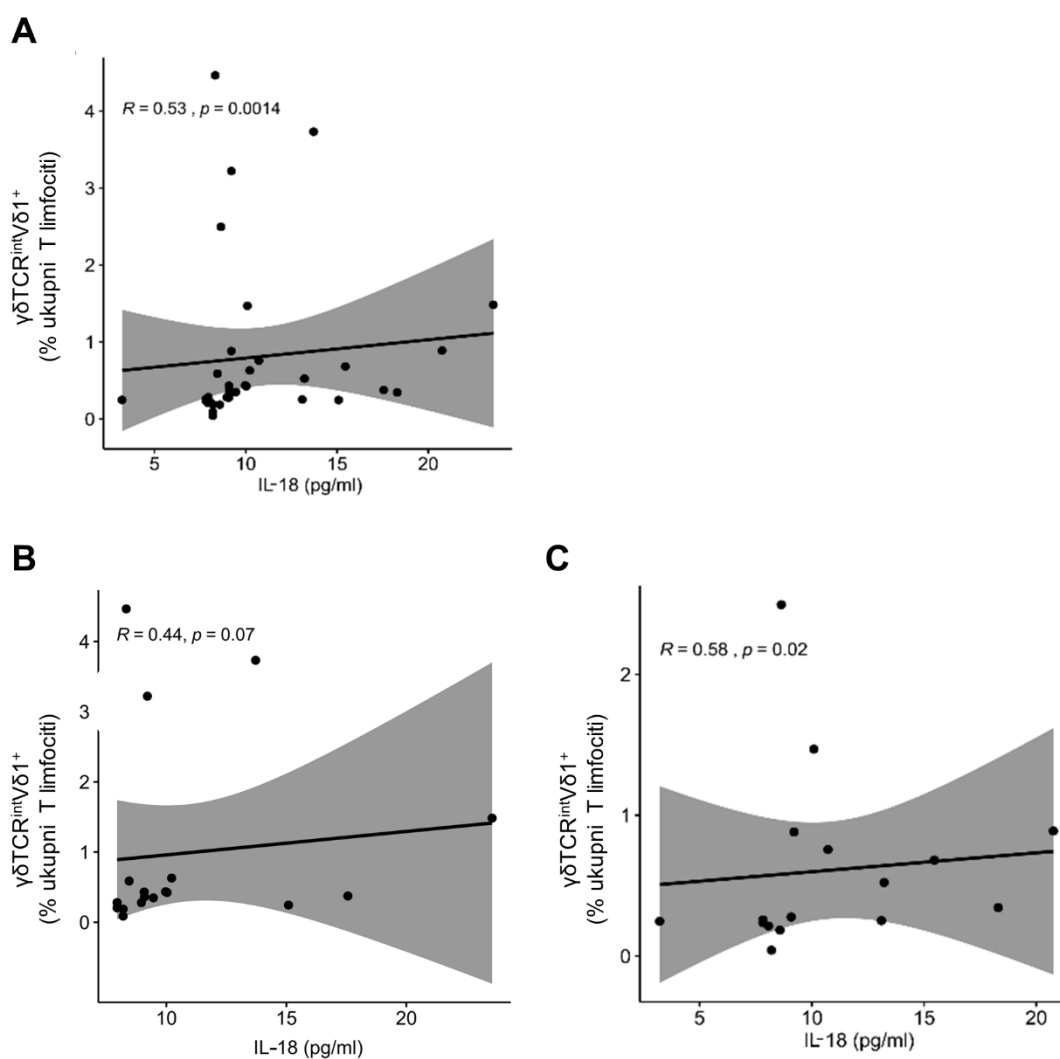 A
R = 0.53 , p = 0.0014
γδTCRintVδ1+
(% ukupni T limfociti)
4
3
2
1
0
5 10 15 20
IL-18 (pg/ml)
B
R = 0.44, p = 0.07
γδTCRintVδ1+
(% ukupni T limfociti)
4
3
2
1
0
10 15 20
IL-18 (pg/ml)
C
R = 0.58 , p = 0.02
γδTCRintVδ1+
(% ukupni T limfociti)
2
1
0
5 10 15 20
IL-18 (pg/ml)